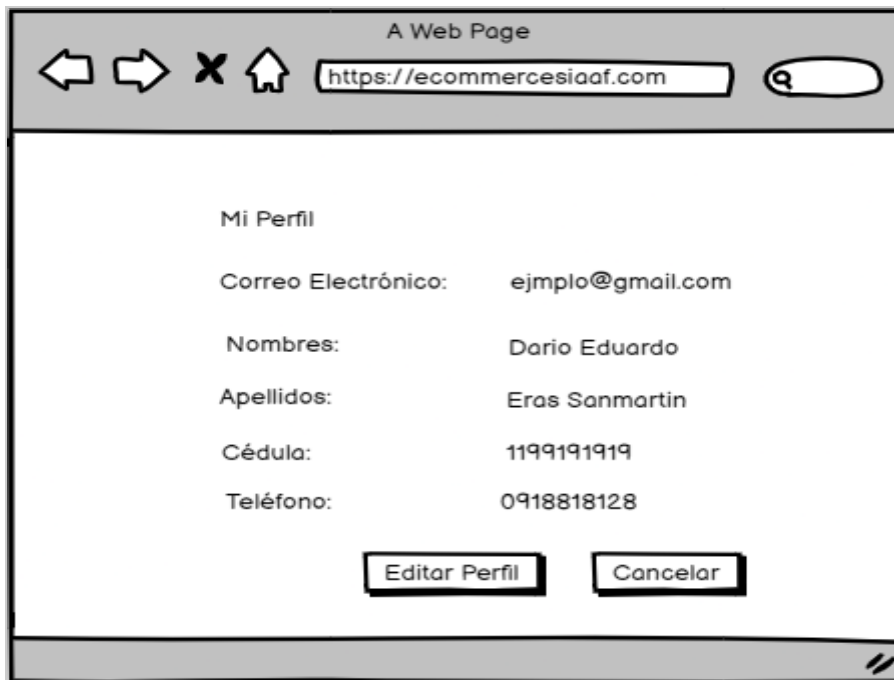 A Web Page
https://ecommercesiaaf.com
Mi Perfil
Correo Electrónico: ejmplo@gmail.com
Nombres: Dario Eduardo
Apellidos: Eras Sanmartin
Cédula: 1199191919
Teléfono: 0918818128
Editar Perfil Cancelar